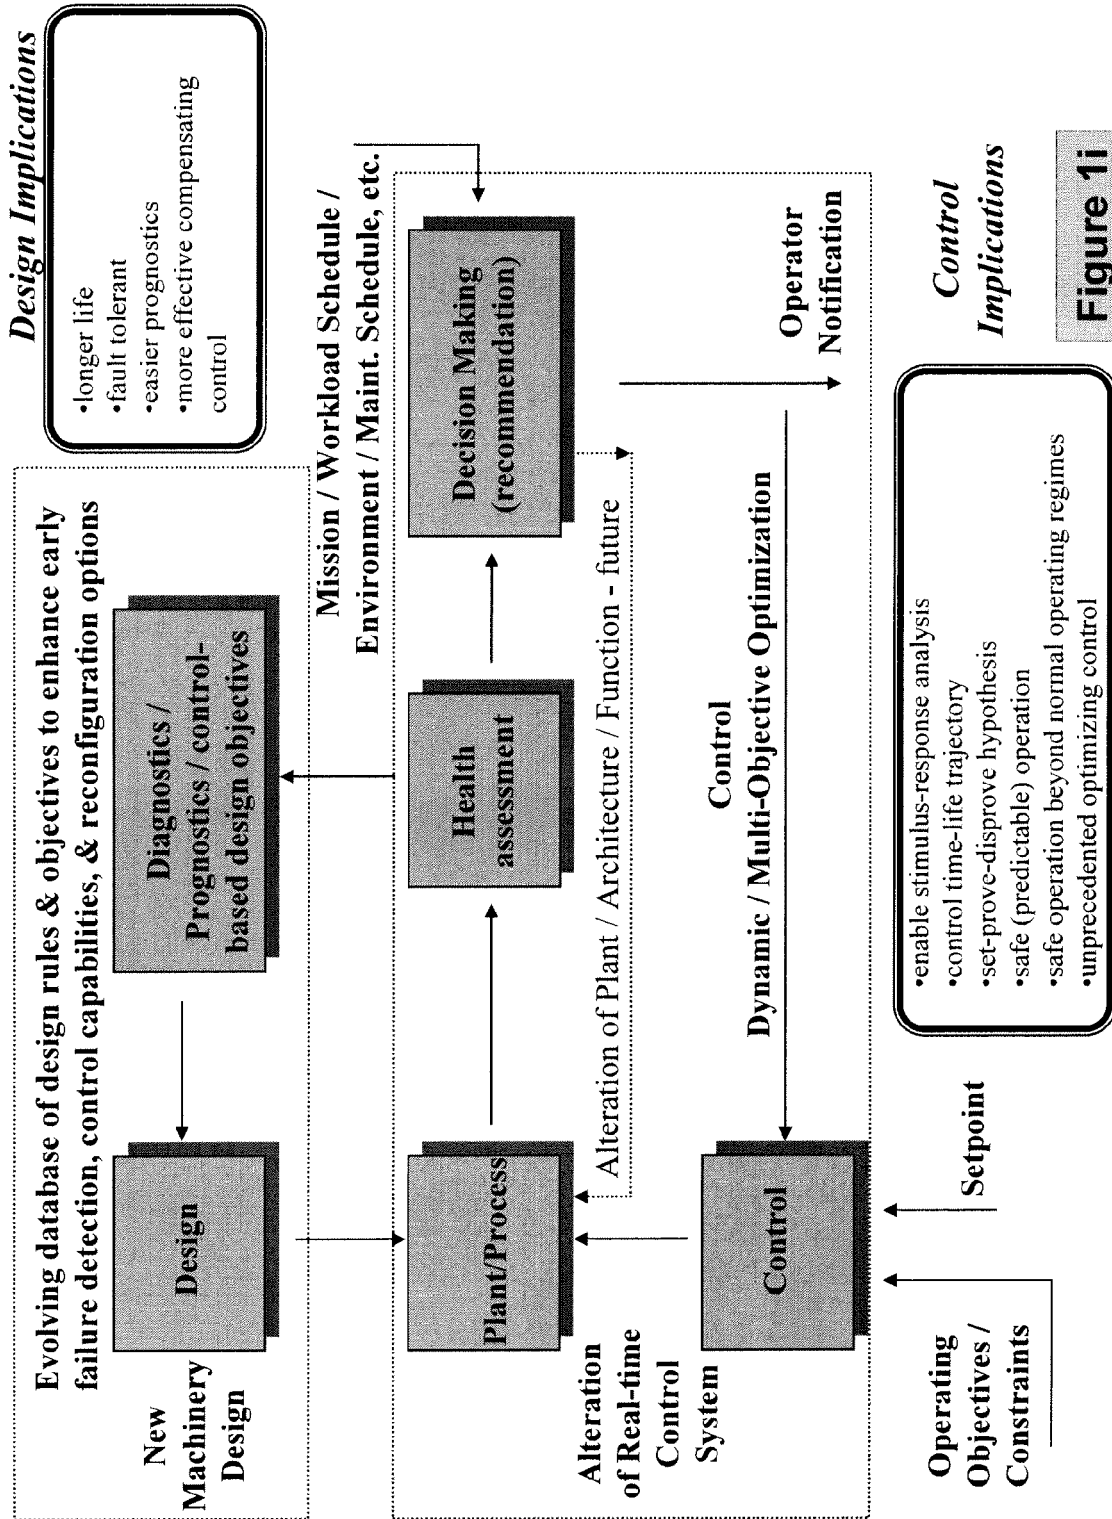 Design Implications
•longer life
•fault tolerant
•easier prognostics
•more effective compensating
control
Evolving database of design rules & objectives to enhance early
failure detection, control capabilities, & reconfiguration options
New
Machinery
Design
Design
Diagnostics /
Prognostics / control-
based design objectives
Mission / Workload Schedule /
Environment / Maint. Schedule, etc.
Plant/Process
Health
assessment
Decision Making
(recommendation)
Alteration
of Real-time
Control
System
Alteration of Plant / Architecture / Function - future
Control
Dynamic / Multi-Objective Optimization
Control
Operator
Notification
Operating
Objectives /
Constraints
Setpoint
•enable stimulus-response analysis
•control time-life trajectory
•set-prove-disprove hypothesis
•safe (predictable) operation
•safe operation beyond normal operating regimes
•unprecedented optimizing control
Control
Implications
Figure 1i